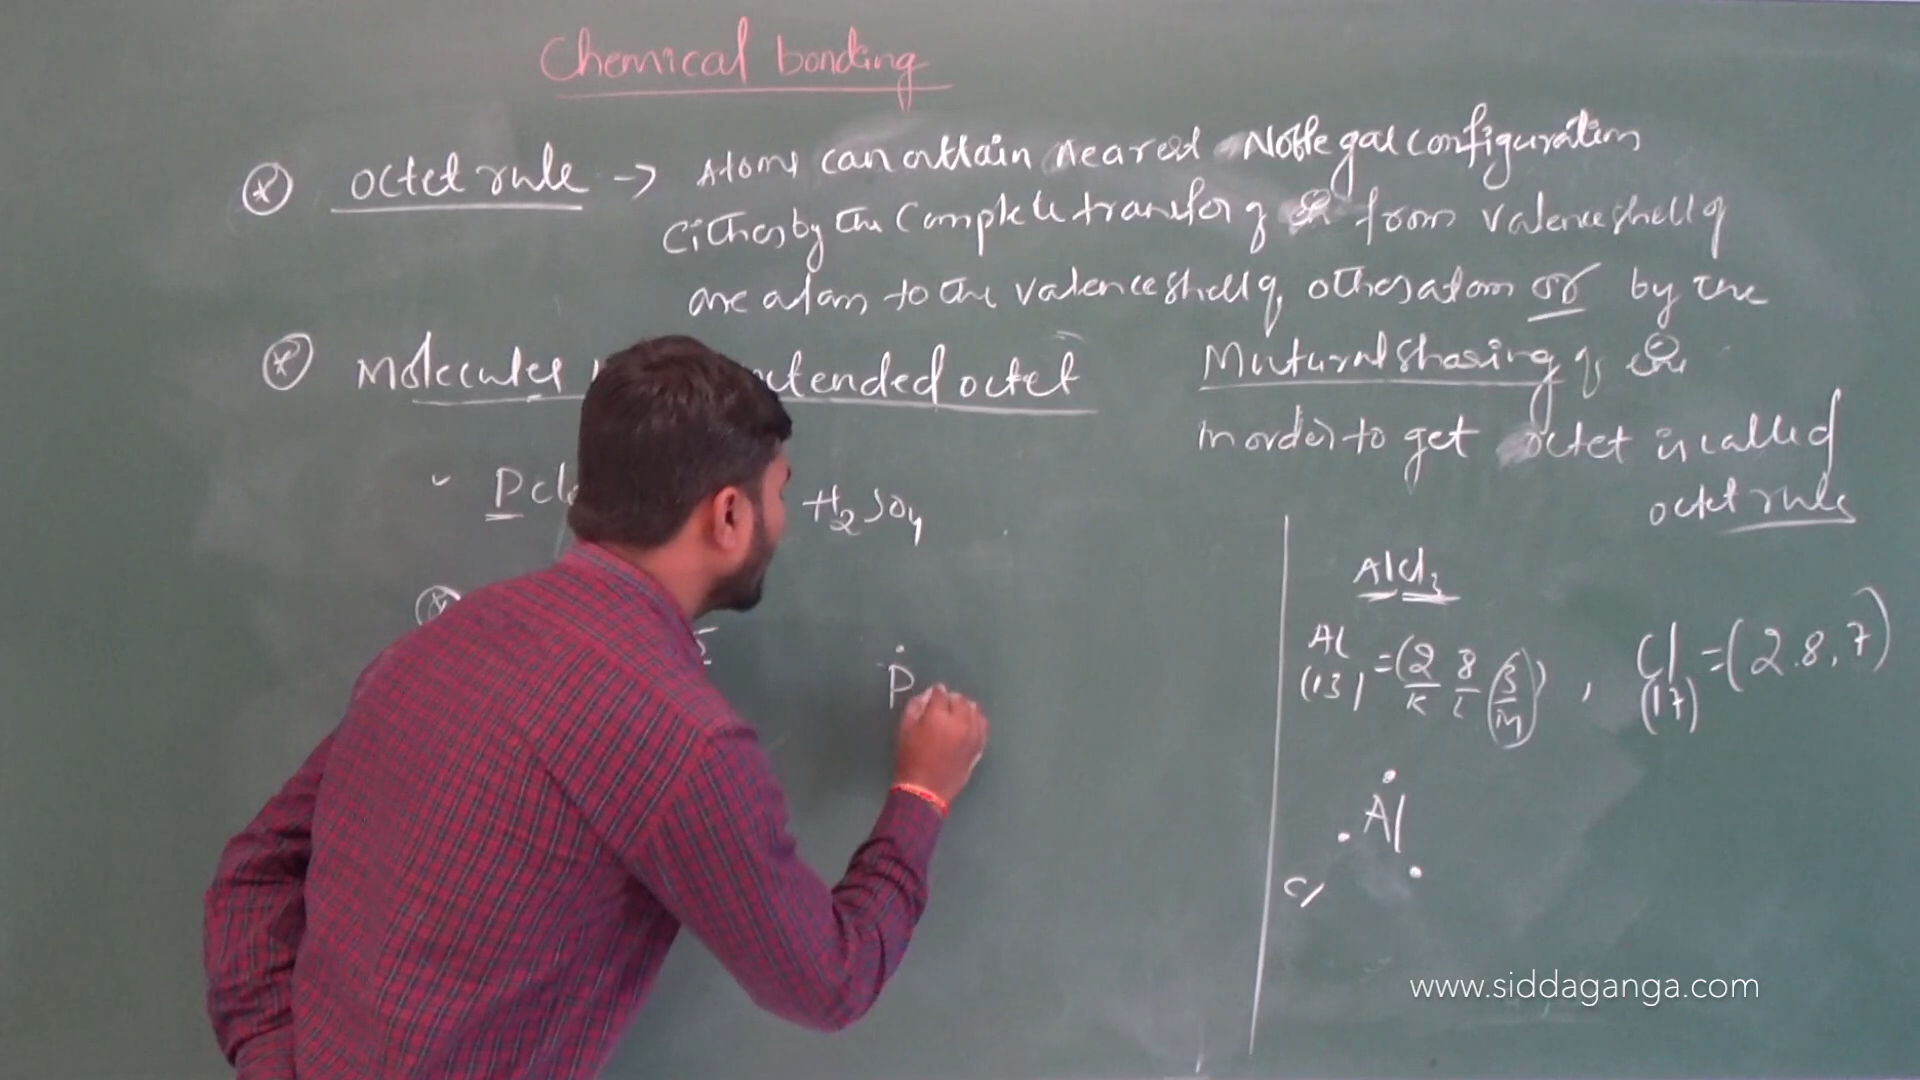 Chemical bonding
octet rule → Atoms can attain nearest Noble gas configuration
either by the complete transfer of e from valence shell of
one atom to the valence shell of other atom or by the
Molecules octet
Mutural sharing of
in order to get octet is called
octet rule
PCl H2SO4
AlCl3
Al (13) = (2 8 3) , Cl (17) = (2.8.7)
K L M
P
Al
Cl
www.siddaganga.com